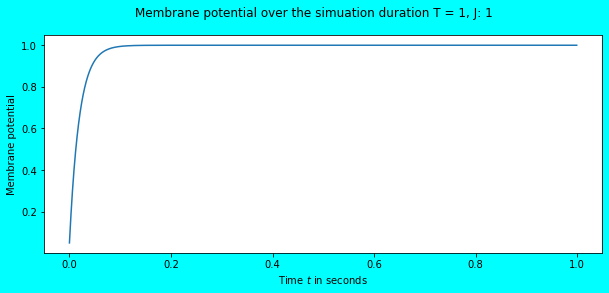 Membrane potential over the simuation duration T = 1, J: 1
Membrane potential
1.0
0.8
0.6
0.4
0.2
0.0 0.2 0.4 0.6 0.8 1.0
Time t in seconds